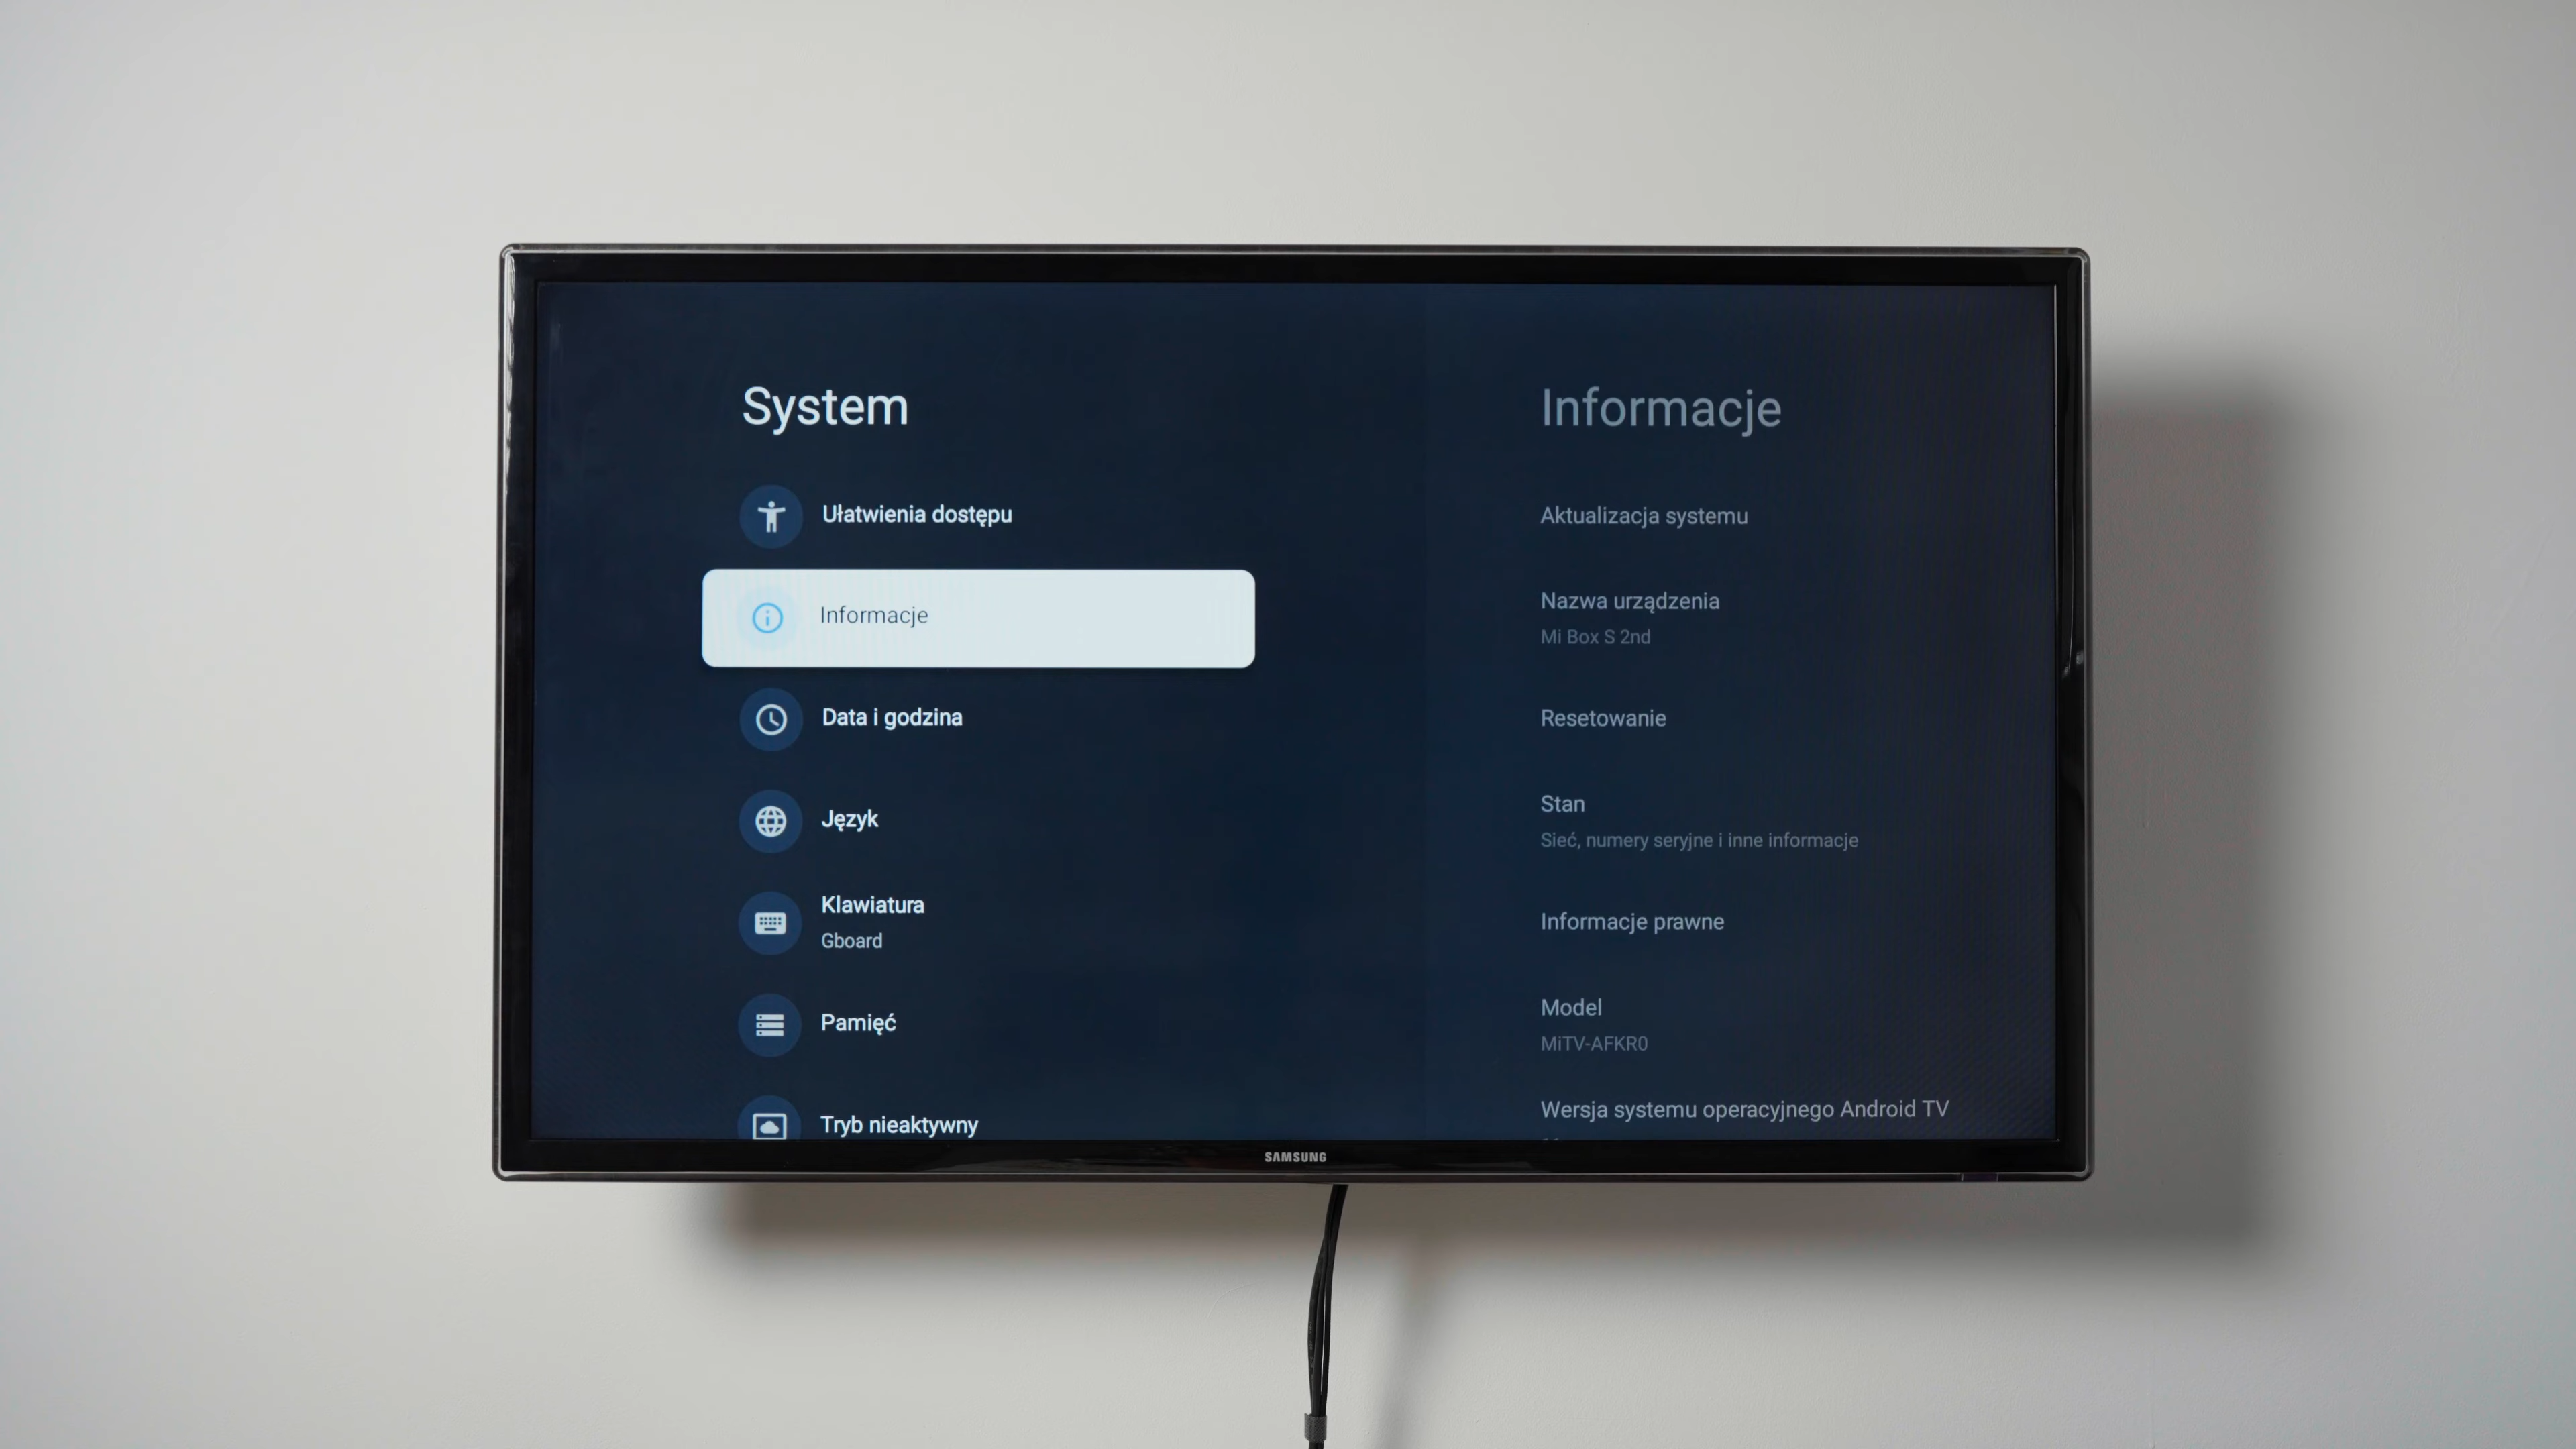 System
Ułatwienia dostępu
Informacje
Data i godzina
Język
Klawiatura
Gboard
Pamięć
Tryb nieaktywny
Informacje
Aktualizacja systemu
Nazwa urządzenia
Mi Box S 2nd
Resetowanie
Stan
Sieć, numery seryjne i inne informacje
Informacje prawne
Model
MiTV-AFKR0
Wersja systemu operacyjnego Android TV
SAMSUNG